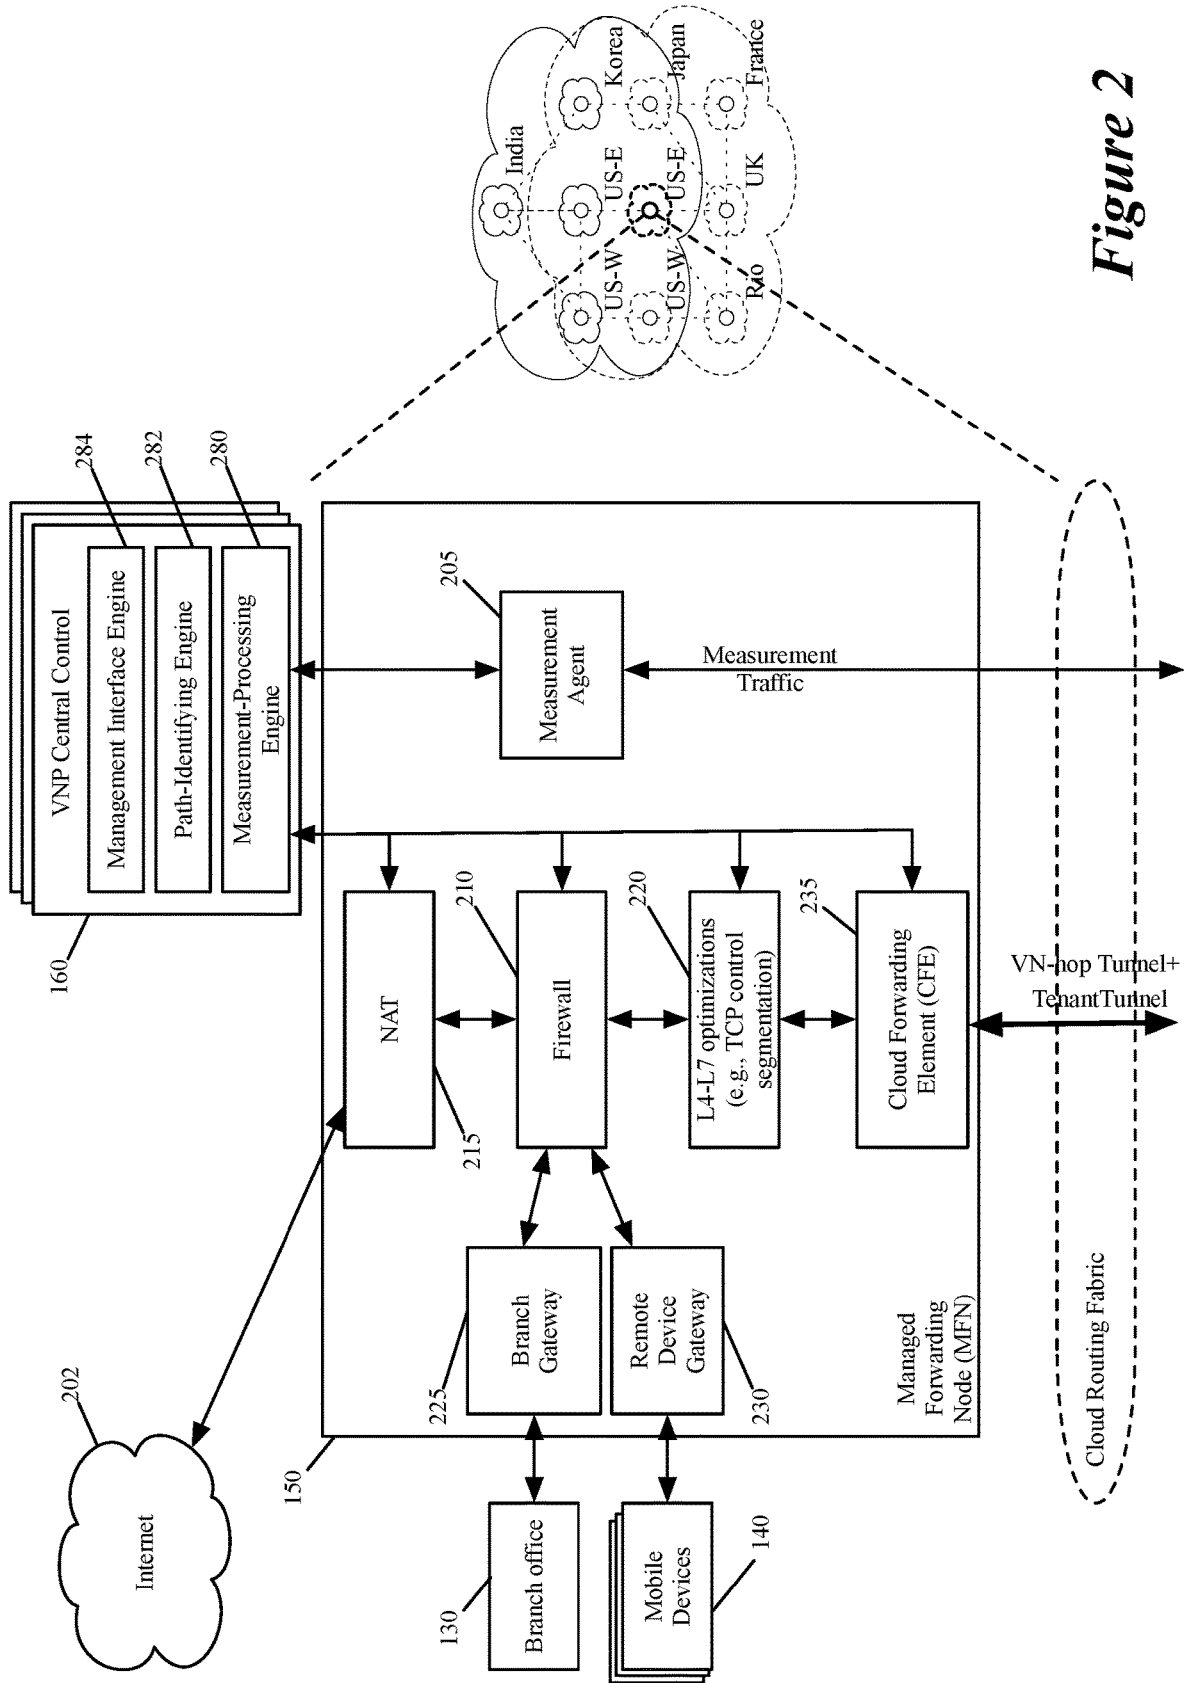 Internet
202
VNP Central Control
Management Interface Engine
Path-Identifying Engine
Measurement-Processing
Engine
284
282
280
160
150
NAT
215
Firewall
210
L4-L7 optimizations
(e.g., TCP control
segmentation)
220
Cloud Forwarding
Element (CFE)
235
Measurement
Agent
205
Measurement
Traffic
Branch
Gateway
225
Remote
Device
Gateway
230
Branch office
130
Mobile
Devices
140
Managed
Forwarding
Node (MFN)
VN-hop Tunnel+
TenantTunnel
Cloud Routing Fabric
India
US-W
US-E
Korea
US-W
US-E
Japan
Rio
UK
France
Figure 2